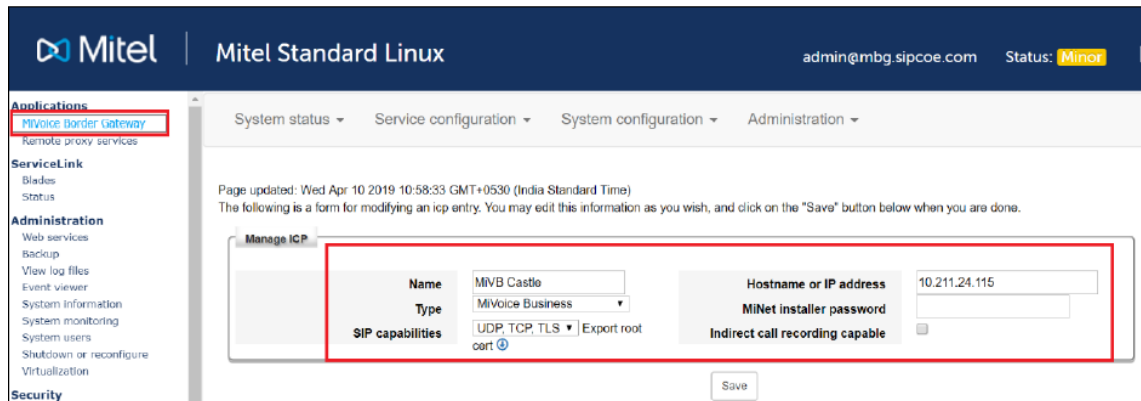 Mitel
Mitel Standard Linux
admin@mbg.sipcoe.com
Status: Minor
Applications
MiVoice Border Gateway
Remote proxy services
ServiceLink
Blades
Status
Administration
Web services
Backup
View log files
Event viewer
System information
System monitoring
System users
Shutdown or reconfigure
Virtualization
Security
System status
Service configuration
System configuration
Administration
Page updated: Wed Apr 10 2019 10:58:33 GMT+0530 (India Standard Time)
The following is a form for modifying an icp entry. You may edit this information as you wish, and click on the "Save" button below when you are done.
Manage ICP
Name MiVB Castle
Hostname or IP address 10.211.24.115
Type MiVoice Business
MiNet installer password
SIP capabilities UDP, TCP, TLS Export root
cert
Indirect call recording capable
Save